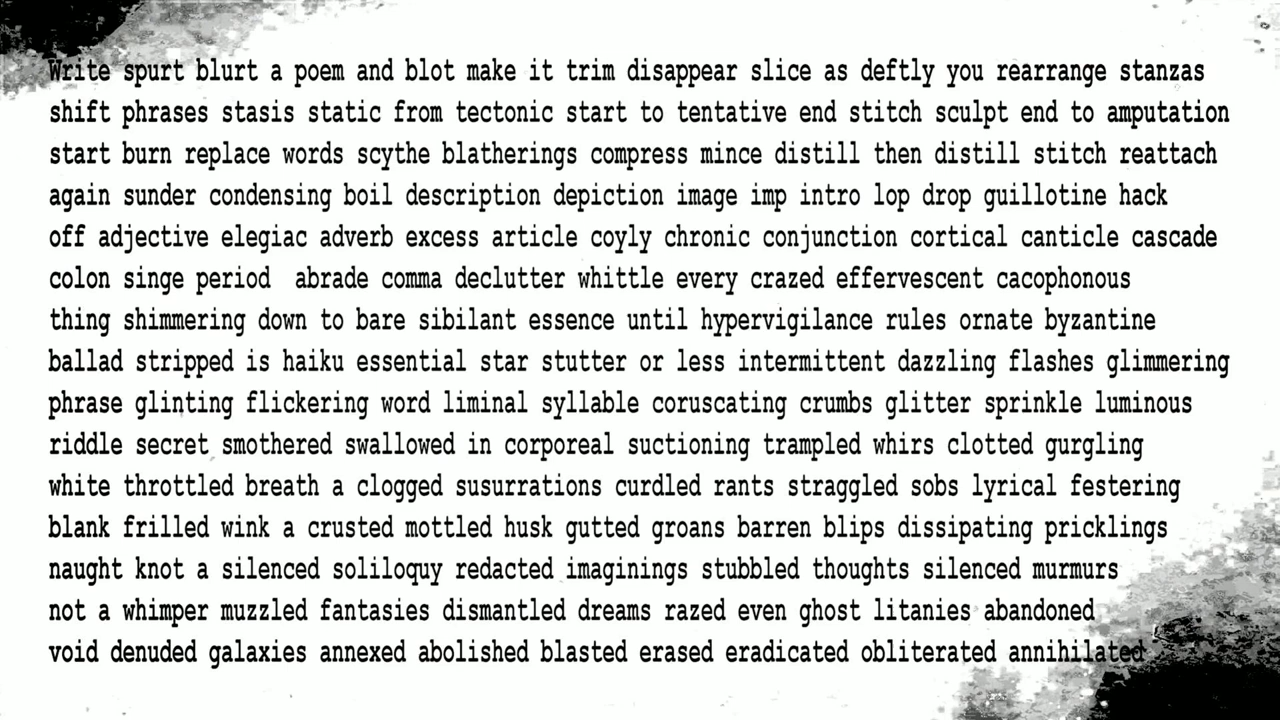 Write spurt blurt a poem and blot make it trim disappear slice as deftly you rearrange stanzas
shift phrases stasis static from tectonic start to tentative end stitch sculpt end to amputation
start burn replace words scythe blatherings compress mince distill then distill stitch reattach
again sunder condensing boil description depiction image imp intro lop drop guillotine hack
off adjective elegiac adverb excess article coyly chronic conjunction cortical canticle cascade
colon singe period  abrade comma declutter whittle every crazed effervescent cacophonous
thing shimmering down to bare sibilant essence until hypervigilance rules ornate byzantine
ballad stripped is haiku essential star stutter or less intermittent dazzling flashes glimmering
phrase glinting flickering word liminal syllable coruscating crumbs glitter sprinkle luminous
riddle secret smothered swallowed in corporeal suctioning trampled whirs clotted gurgling
white throttled breath a clogged susurrations curdled rants straggled sobs lyrical festering
blank frilled wink a crusted mottled husk gutted groans barren blips dissipating pricklings
naught knot a silenced soliloquy redacted imaginings stubbled thoughts silenced murmurs
not a whimper muzzled fantasies dismantled dreams razed even ghost litanies abandoned
void denuded galaxies annexed abolished blasted erased eradicated obliterated annihilated